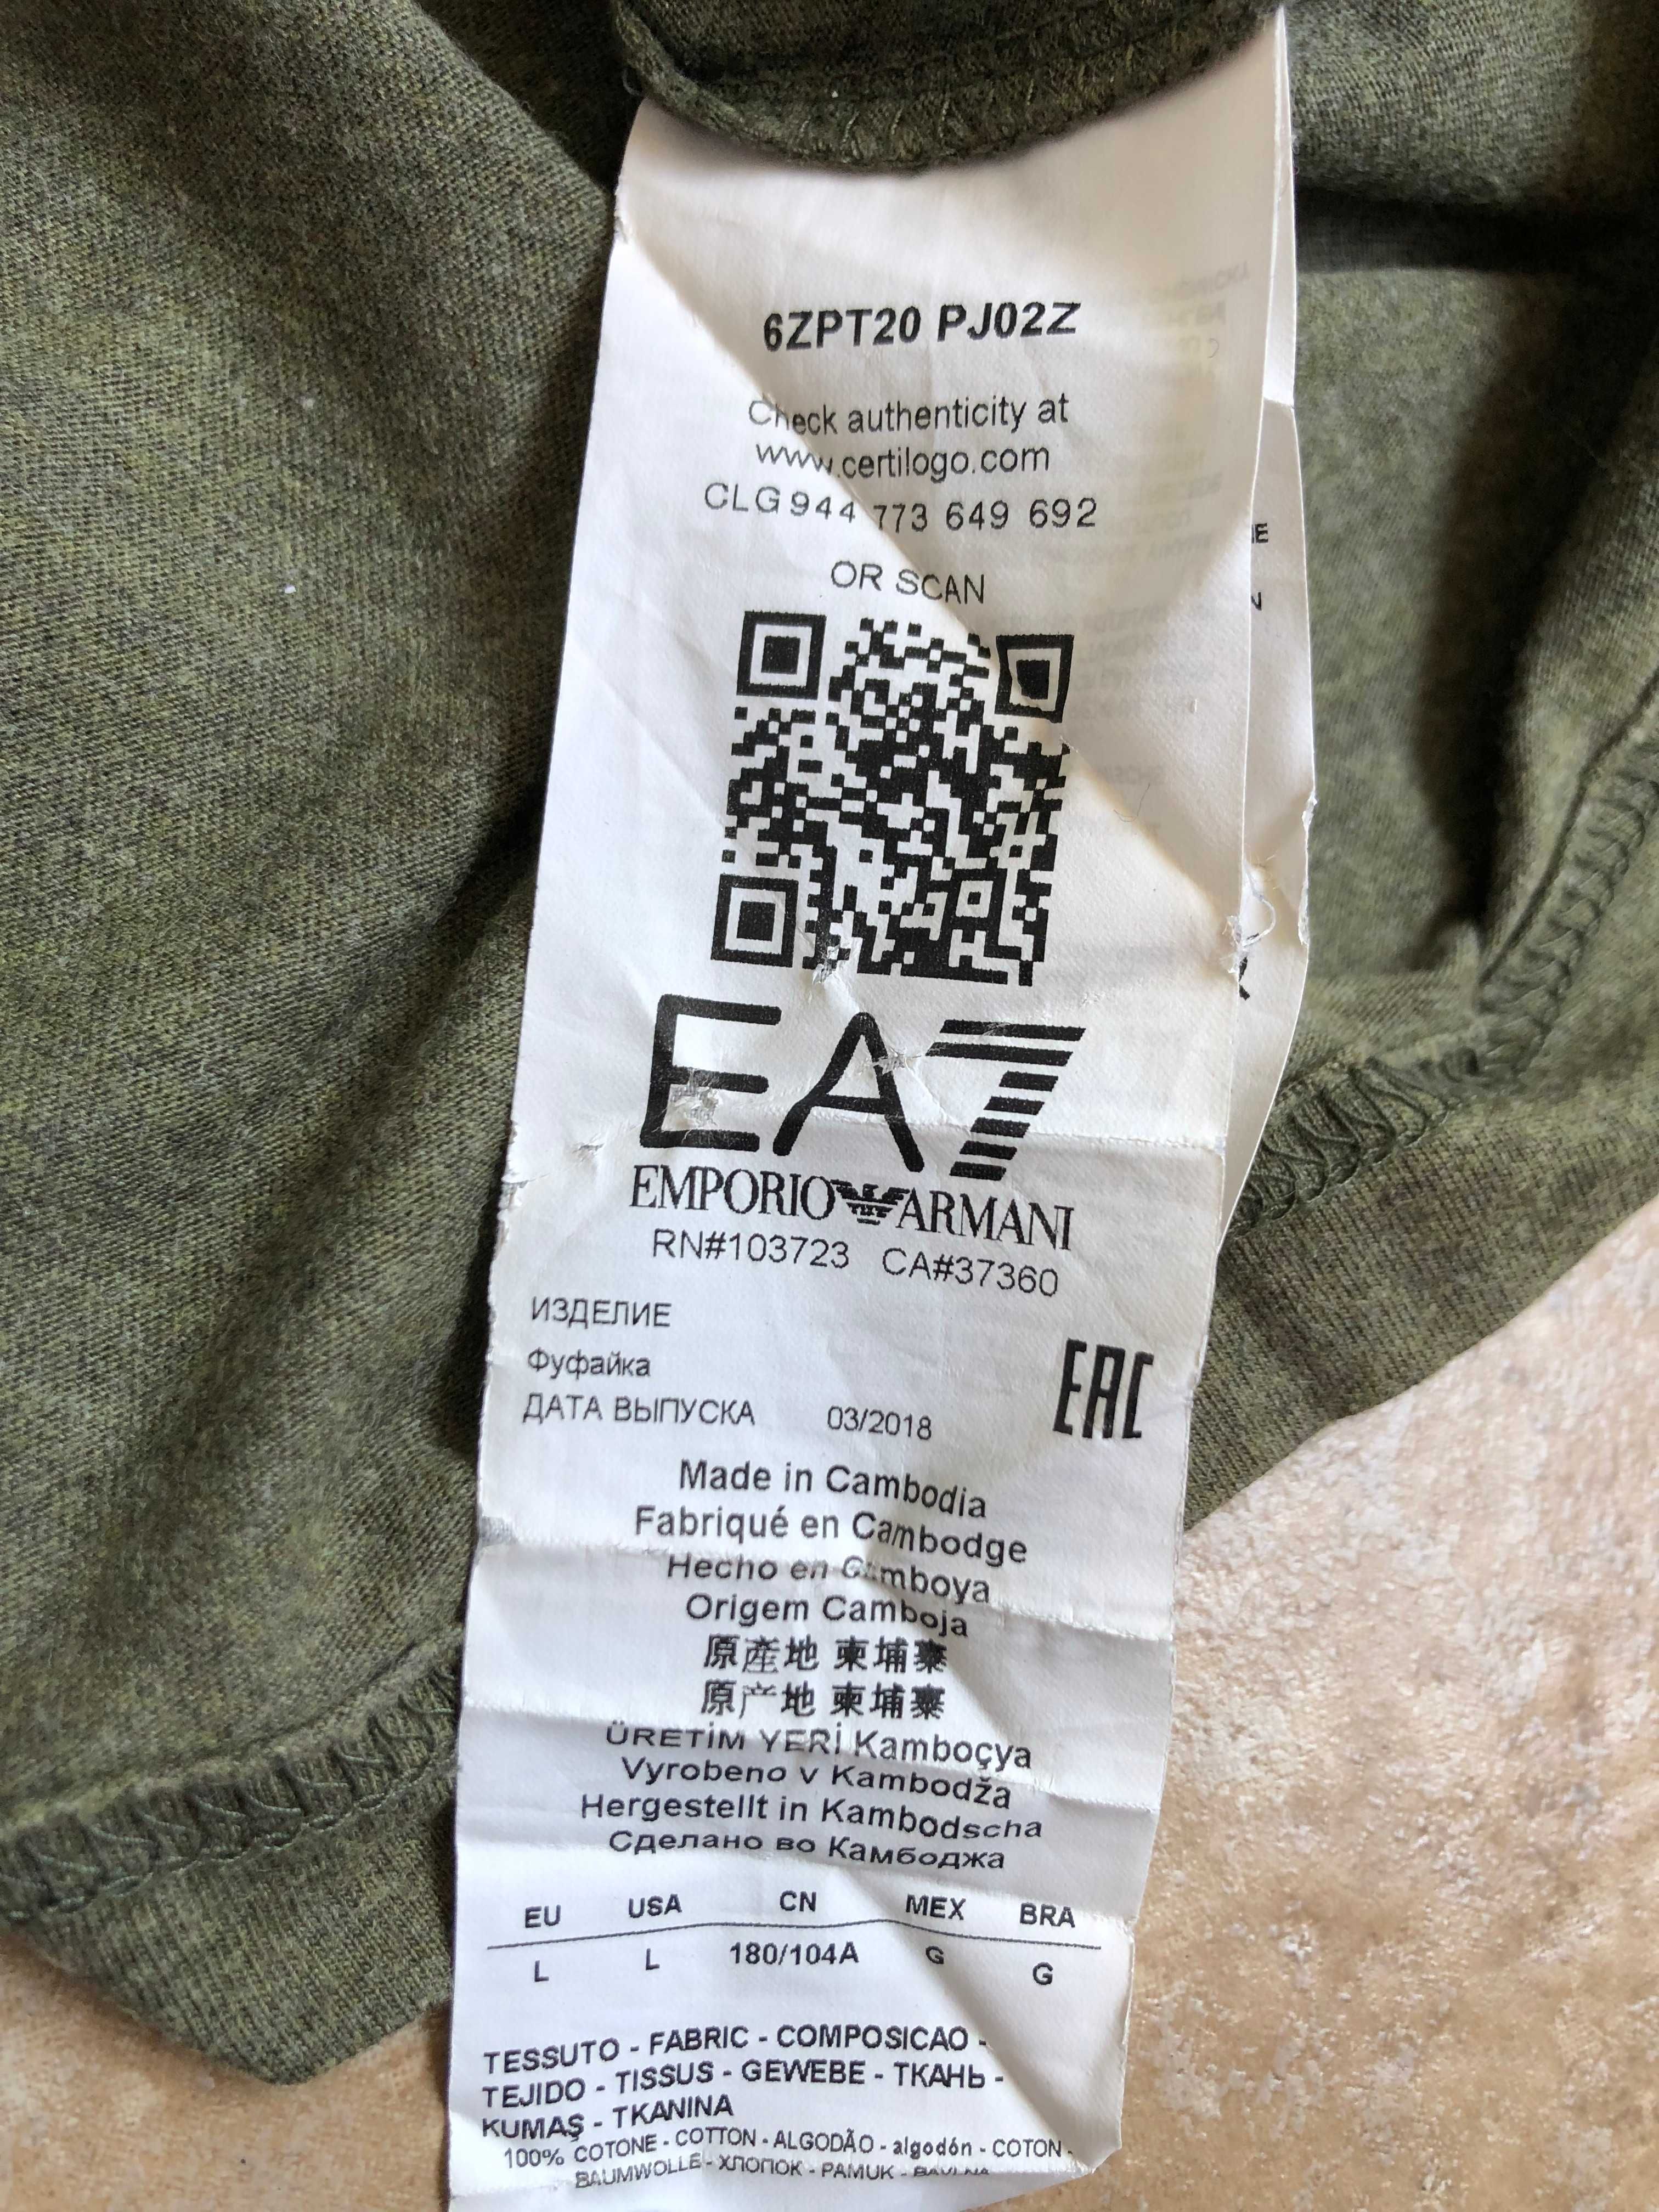 6ZPT20 PJ02Z
Check authenticity at
www.certilogo.com
CLG 944 773 649 692
OR SCAN
EA7
EMPORIO ARMANI
RN#103723 CA#37360
ИЗДЕЛИЕ
Фуфайка
ДАТА ВЫПУСКА 03/2018
EAC
Made in Cambodia
Fabriqué en Cambodge
Hecho en Camboya
Origem Camboja
原產地 柬埔寨
原产地 柬埔寨
ÜRETİM YERİ Kamboçya
Vyrobeno v Kambodža
Hergestellt in Kambodscha
Сделано во Камбоджа
EU USA CN MEX BRA
L L 180/104A G G
TESSUTO - FABRIC - COMPOSICAO -
TEJIDO - TISSUS - GEWEBE - ТКАНЬ -
KUMAŞ - TKANINA
100% COTONE - COTTON - ALGODÃO - algodón - COTON -
BAUMWOLLE - ХЛОПОК - PAMUK - BAVLNA